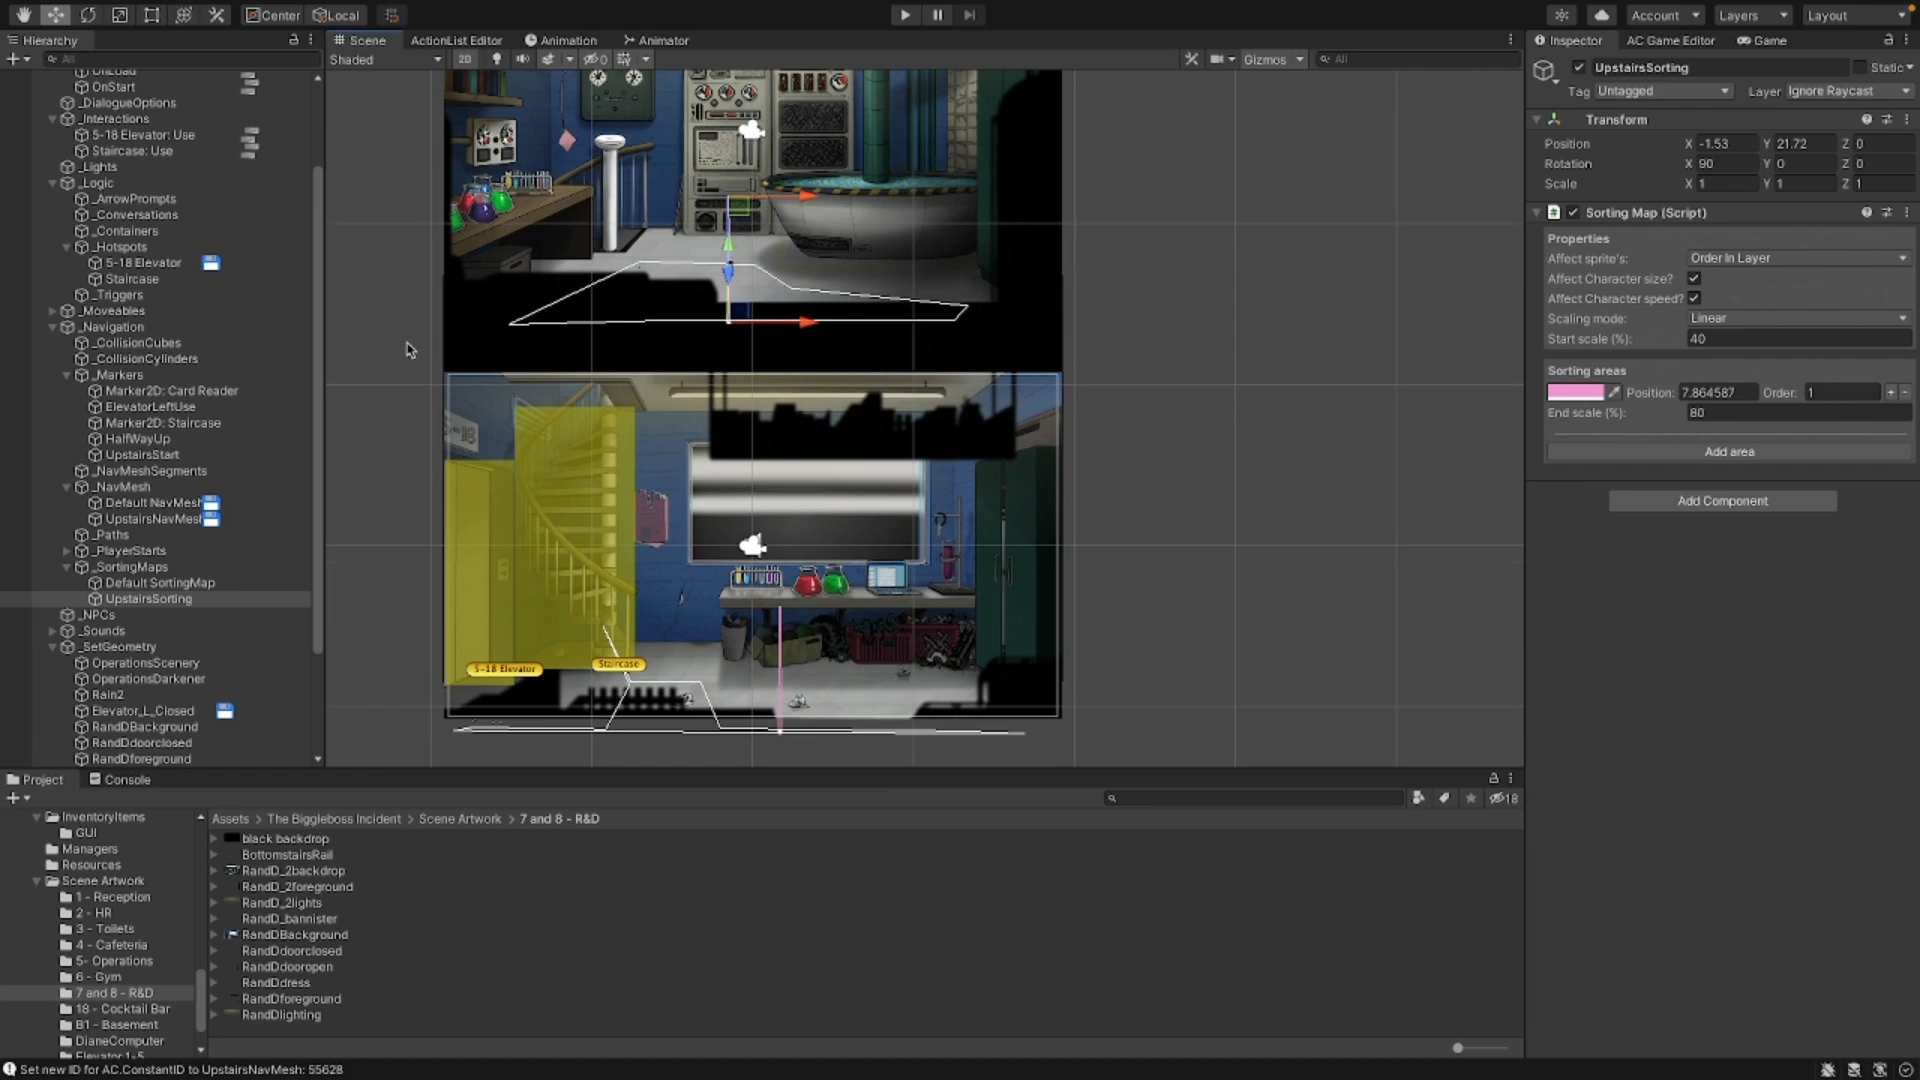 Center
Local
Account
Layers
Layout
Hierarchy
Scene
ActionList Editor
Animation
Animator
Inspector
AC Game Editor
Game
All
Shaded
2D
0
Gizmos
All
OnLoad
OnStart
_DialogueOptions
_Interactions
5-18 Elevator: Use
Staircase: Use
_Lights
_Logic
_ArrowPrompts
_Conversations
_Containers
_Hotspots
5-18 Elevator
Staircase
_Triggers
_Moveables
_Navigation
_CollisionCubes
_CollisionCylinders
_Markers
Marker2D: Card Reader
ElevatorLeftUse
Marker2D: Staircase
HalfWayUp
UpstairsStart
_NavMeshSegments
_NavMesh
Default NavMesh
UpstairsNavMesh
_Paths
_PlayerStarts
_SortingMaps
Default SortingMap
UpstairsSorting
_NPCs
_Sounds
_SetGeometry
OperationsScenery
OperationsDarkener
Rain2
Elevator_L_Closed
RandDBackground
RandDdoorclosed
RandDforeground
5-18 Elevator
Staircase
UpstairsSorting
Static
Tag Untagged
Layer Ignore Raycast
Transform
Position X -1.53 Y 21.72 Z 0
Rotation X 90 Y 0 Z 0
Scale X 1 Y 1 Z 1
Sorting Map (Script)
Properties
Affect sprite's: Order In Layer
Affect Character size?
Affect Character speed?
Scaling mode: Linear
Start scale (%): 40
Sorting areas
Position: 7.864587 Order: 1 + -
End scale (%): 80
Add area
Add Component
Project
Console
18
InventoryItems
GUI
Managers
Resources
Scene Artwork
1 - Reception
2 - HR
3 - Toilets
4 - Cafeteria
5- Operations
6 - Gym
7 and 8 - R&D
18 - Cocktail Bar
B1 - Basement
DianeComputer
Elevator 1-5
Assets > The Biggleboss Incident > Scene Artwork > 7 and 8 - R&D
black backdrop
BottomstairsRail
RandD_2backdrop
RandD_2foreground
RandD_2lights
RandD_bannister
RandDBackground
RandDdoorclosed
RandDdooropen
RandDdress
RandDforeground
RandDlighting
Set new ID for AC.ConstantID to UpstairsNavMesh: 55628